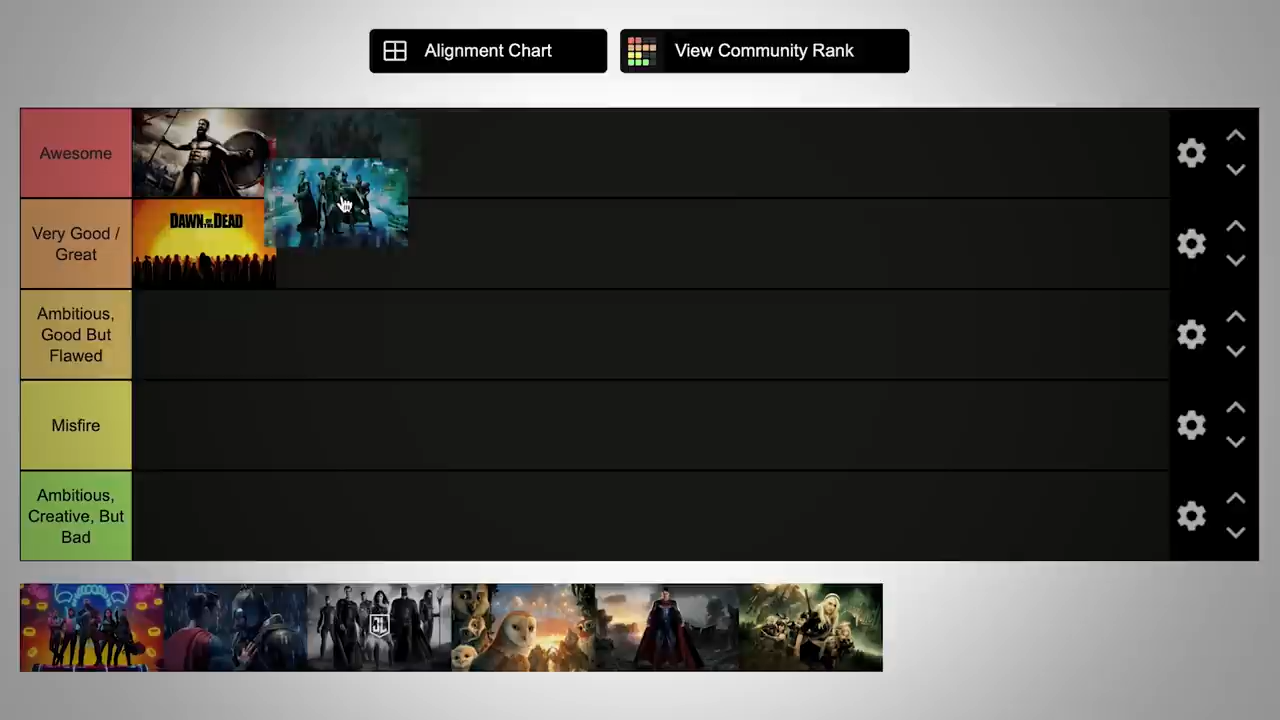 Alignment Chart
View Community Rank
Awesome
Very Good /
Great
DAWN OF THE DEAD
Ambitious,
Good But
Flawed
Misfire
Ambitious,
Creative, But
Bad
JL